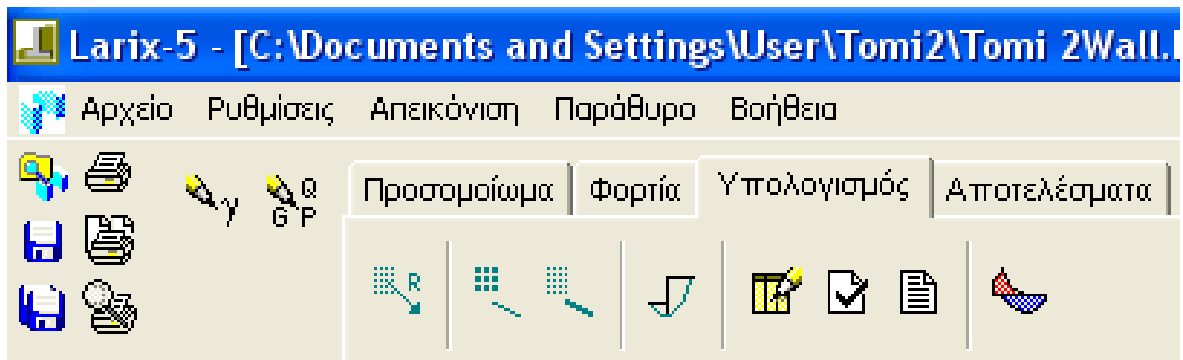 Larix-5 - [C:\Documents and Settings\User\Tomi2\Tomi 2Wall.
Αρχείο Ρυθμίσεις Απεικόνιση Παράθυρο Βοήθεια
Προσομοίωμα Φορτία Υπολογισμός Αποτελέσματα
γ G Q P
R